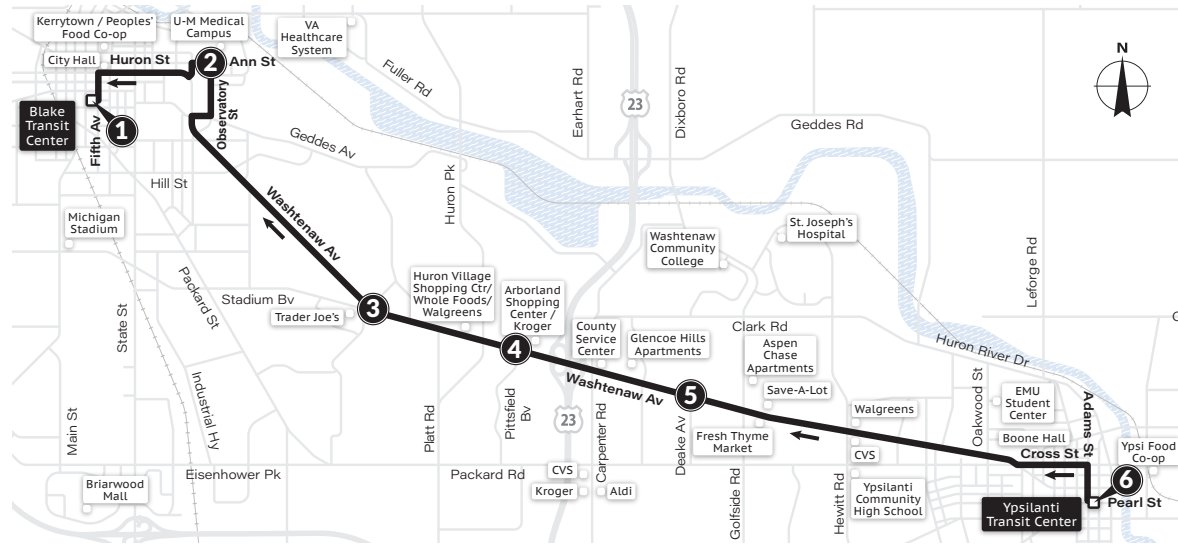 Kerrytown / Peoples’
Food Co-op
U-M Medical
Campus
VA
Healthcare
System
City Hall
Huron St
2
Ann St
Blake
Transit
Center
1
Fifth Av
Observatory
St
Fuller Rd
Geddes Av
Earhart Rd
23
Dixboro Rd
Geddes Rd
N
Hill St
Huron Pk
Washtenaw Av
Michigan
Stadium
Washtenaw
Community
College
St. Joseph’s
Hospital
Leforge Rd
Packard St
Stadium Bv
Trader Joe’s
3
Huron Village
Shopping Ctr/
Whole Foods/
Walgreens
Arborland
Shopping
Center /
Kroger
4
County
Service
Center
Glencoe Hills
Apartments
Clark Rd
Aspen
Chase
Apartments
Huron River Dr
State St
Washtenaw Av
5
Save-A-Lot
Walgreens
Oakwood St
EMU
Student
Center
Adams St
Main St
Industrial Hy
Platt Rd
Pittsfield
Bv
23
Carpenter Rd
Deake Av
Fresh Thyme
Market
Boone Hall
Cross St
Ypsi Food
Co-op
CVS
Eisenhower Pk
Packard Rd
CVS
Briarwood
Mall
Kroger
Aldi
Golfside Rd
Hewitt Rd
Ypsilanti
Community
High School
Ypsilanti
Transit Center
6
Pearl St